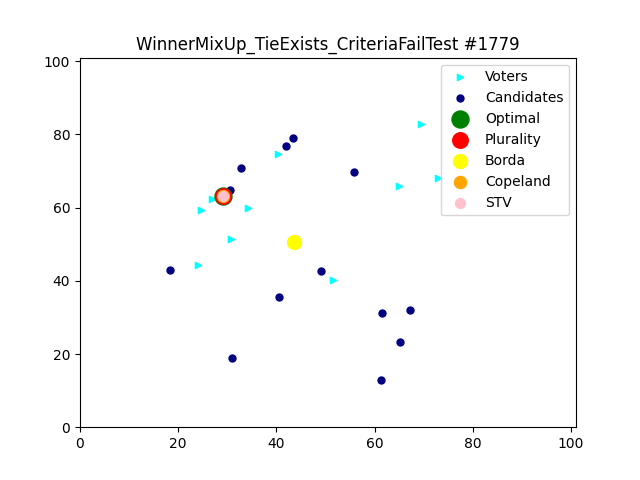 WinnerMixUp_TieExists_CriteriaFailTest #1779
100
80
60
40
20
0
0 20 40 60 80 100
Voters
Candidates
Optimal
Plurality
Borda
Copeland
STV